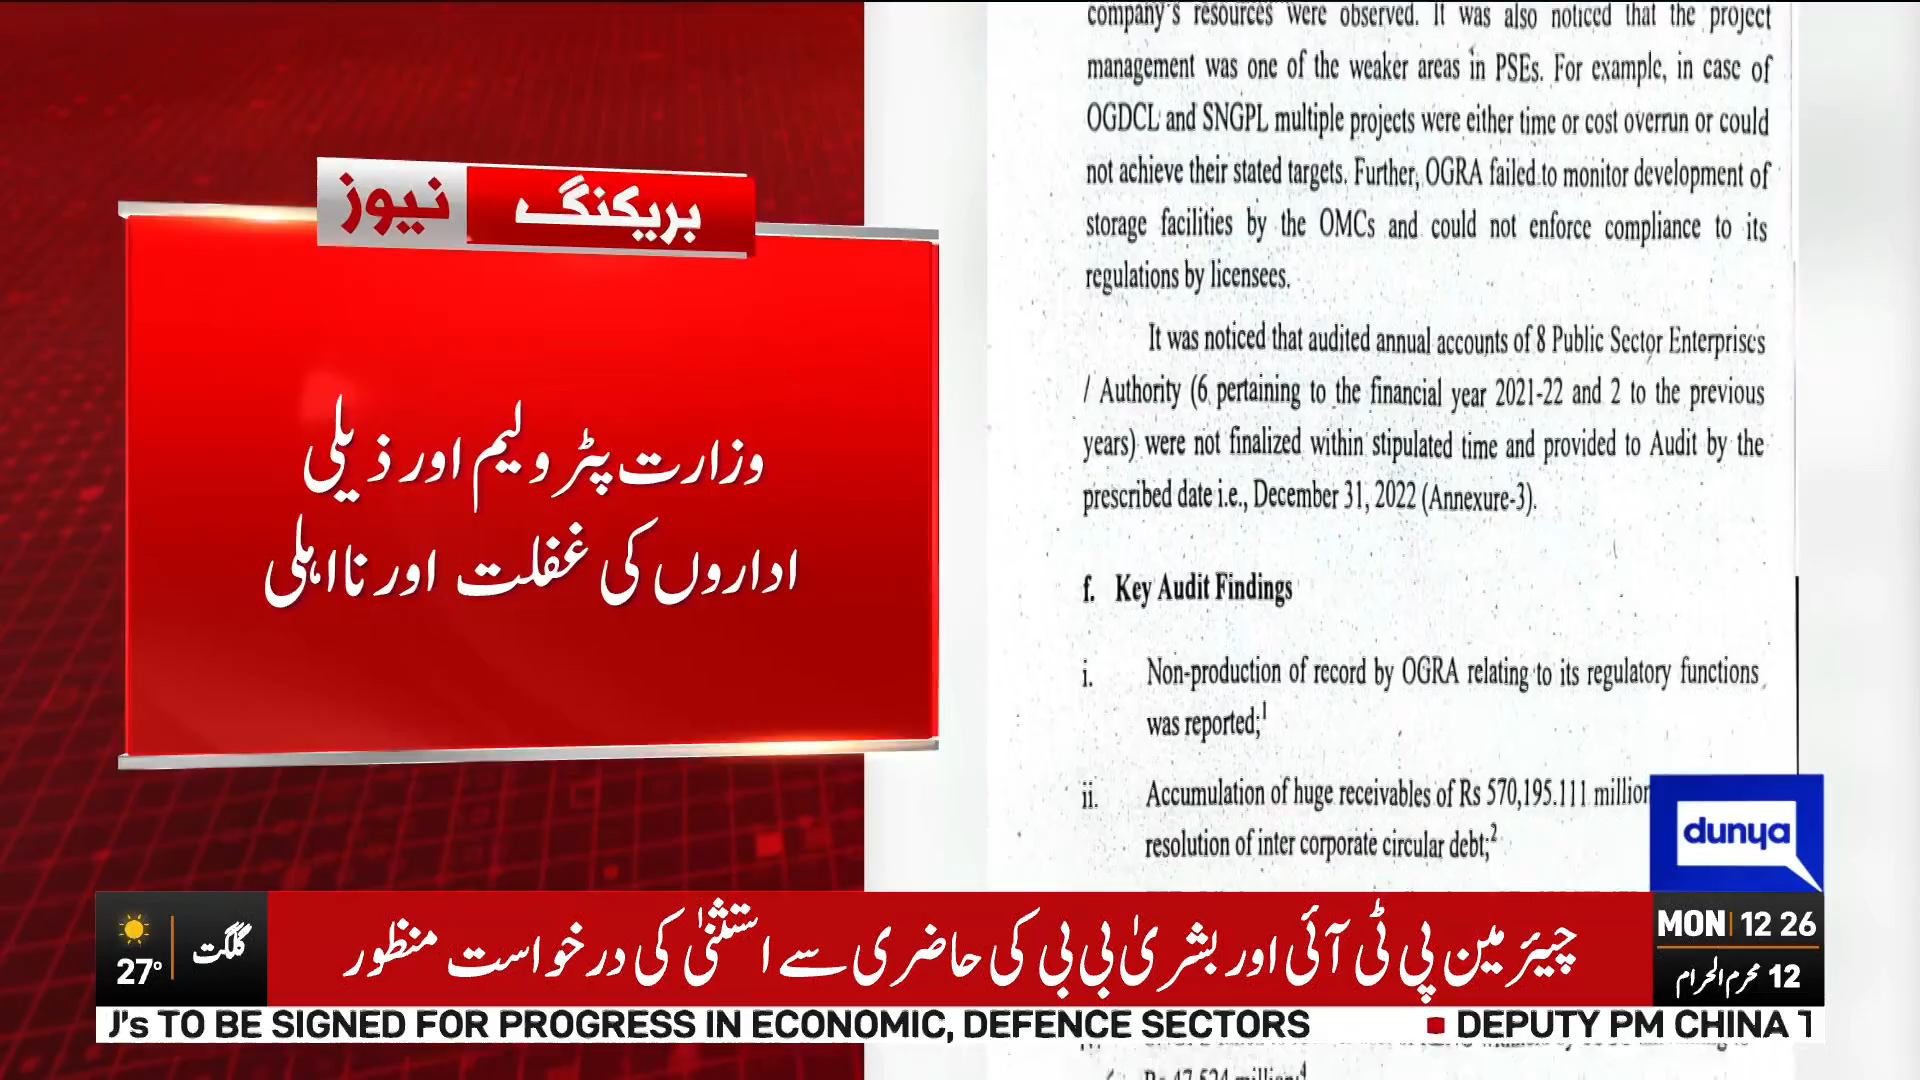 بریکنگ نیوز
وزارت پٹرولیم اور ذیلی
اداروں کی غفلت اور نااہلی
company's resources were observed. It was also noticed that the project
management was one of the weaker areas in PSEs. For example, in case of
OGDCL and SNGPL multiple projects were either time or cost overrun or could
not achieve their stated targets. Further, OGRA failed to monitor development of
storage facilities by the OMCs and could not enforce compliance to its
regulations by licensees.
It was noticed that audited annual accounts of 8 Public Sector Enterprises
/ Authority (6 pertaining to the financial year 2021-22 and 2 to the previous
years) were not finalized within stipulated time and provided to Audit by the
prescribed date i.e., December 31, 2022 (Annexure-3).
f. Key Audit Findings
i. Non-production of record by OGRA relating to its regulatory functions
was reported;1
ii. Accumulation of huge receivables of Rs 570,195.111 million
resolution of inter corporate circular debt;2
dunya
گلگت
27°
چیئرمین پی ٹی آئی اور بشریٰ بی بی کی حاضری سے استثنیٰ کی درخواست منظور
MON 12 26
12 محرم الحرام
J's TO BE SIGNED FOR PROGRESS IN ECONOMIC, DEFENCE SECTORS ■ DEPUTY PM CHINA T